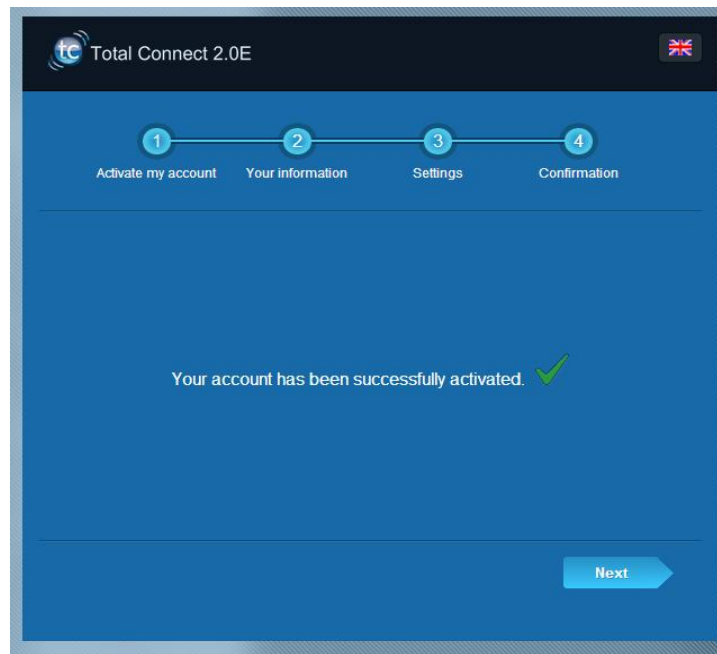 tc Total Connect 2.0E
1 2 3 4
Activate my account Your information Settings Confirmation
Your account has been successfully activated.
Next